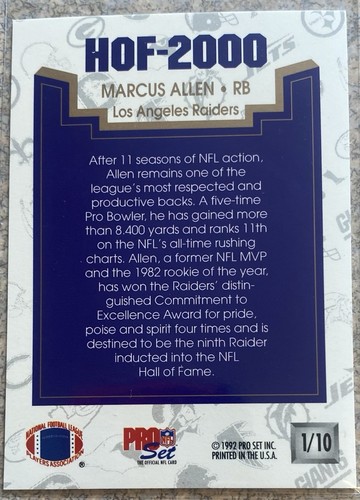 HOF-2000
MARCUS ALLEN • RB
Los Angeles Raiders
After 11 seasons of NFL action,
Allen remains one of the
league's most respected and
productive backs. A five-time
Pro Bowler, he has gained more
than 8.400 yards and ranks 11th
on the NFL's all-time rushing
charts. Allen, a former NFL MVP
and the 1982 rookie of the year,
has won the Raiders' distin-
guished Commitment to
Excellence Award for pride,
poise and spirit four times and is
destined to be the ninth Raider
inducted into the NFL
Hall of Fame.
NATIONAL FOOTBALL LEAGUE
PLAYERS ASSOCIATION
®
PRO
NFL
Set
THE OFFICIAL NFL CARD
© 1992 PRO SET INC.
PRINTED IN THE U.S.A.
1/10
JETS